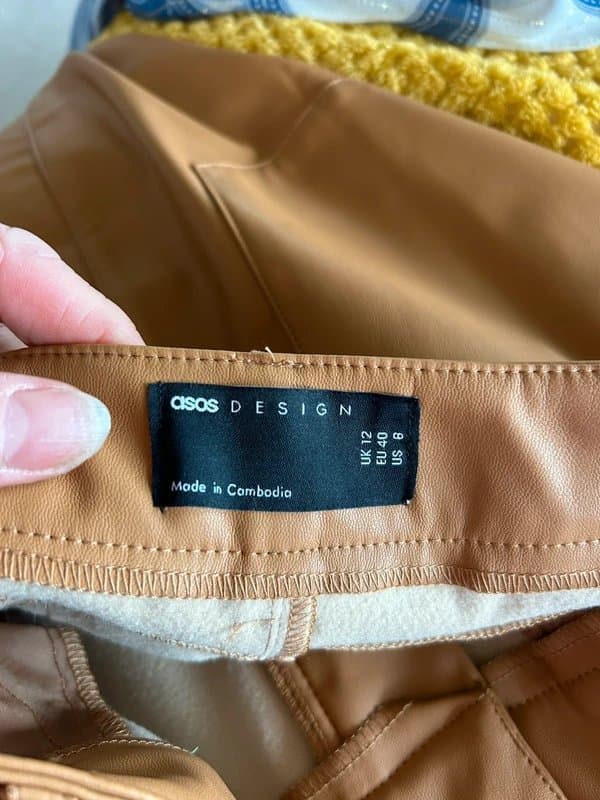 asos DESIGN
UK 12
EU 40
US 8
Made in Cambodia